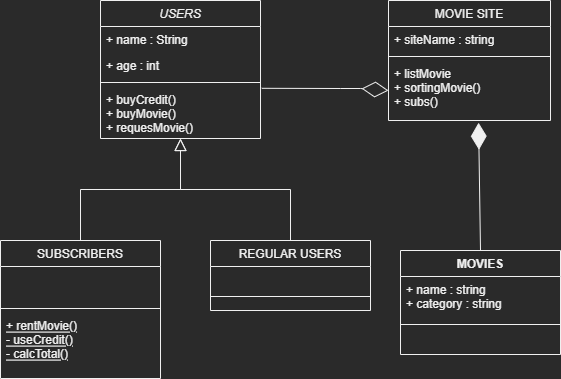 USERS
+ name : String
+ age : int
+ buyCredit()
+ buyMovie()
+ requesMovie()
MOVIE SITE
+ siteName : string
+ listMovie
+ sortingMovie()
+ subs()
SUBSCRIBERS
+ rentMovie()
- useCredit()
- calcTotal()
REGULAR USERS
MOVIES
+ name : string
+ category : string